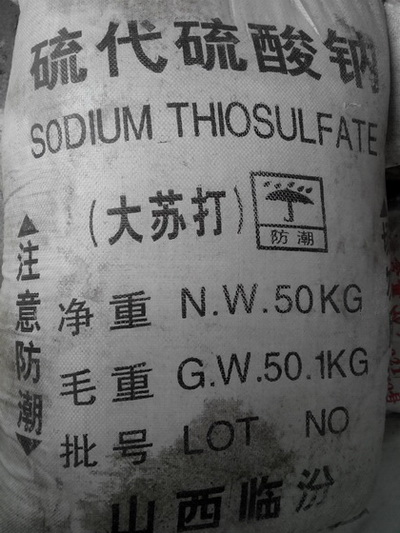 硫代硫酸钠
SODIUM THIOSULFATE
(大苏打)
防潮
注意防潮
净重 N.W.50KG
毛重 G.W.50.1KG
批号 LOT NO
山西临汾